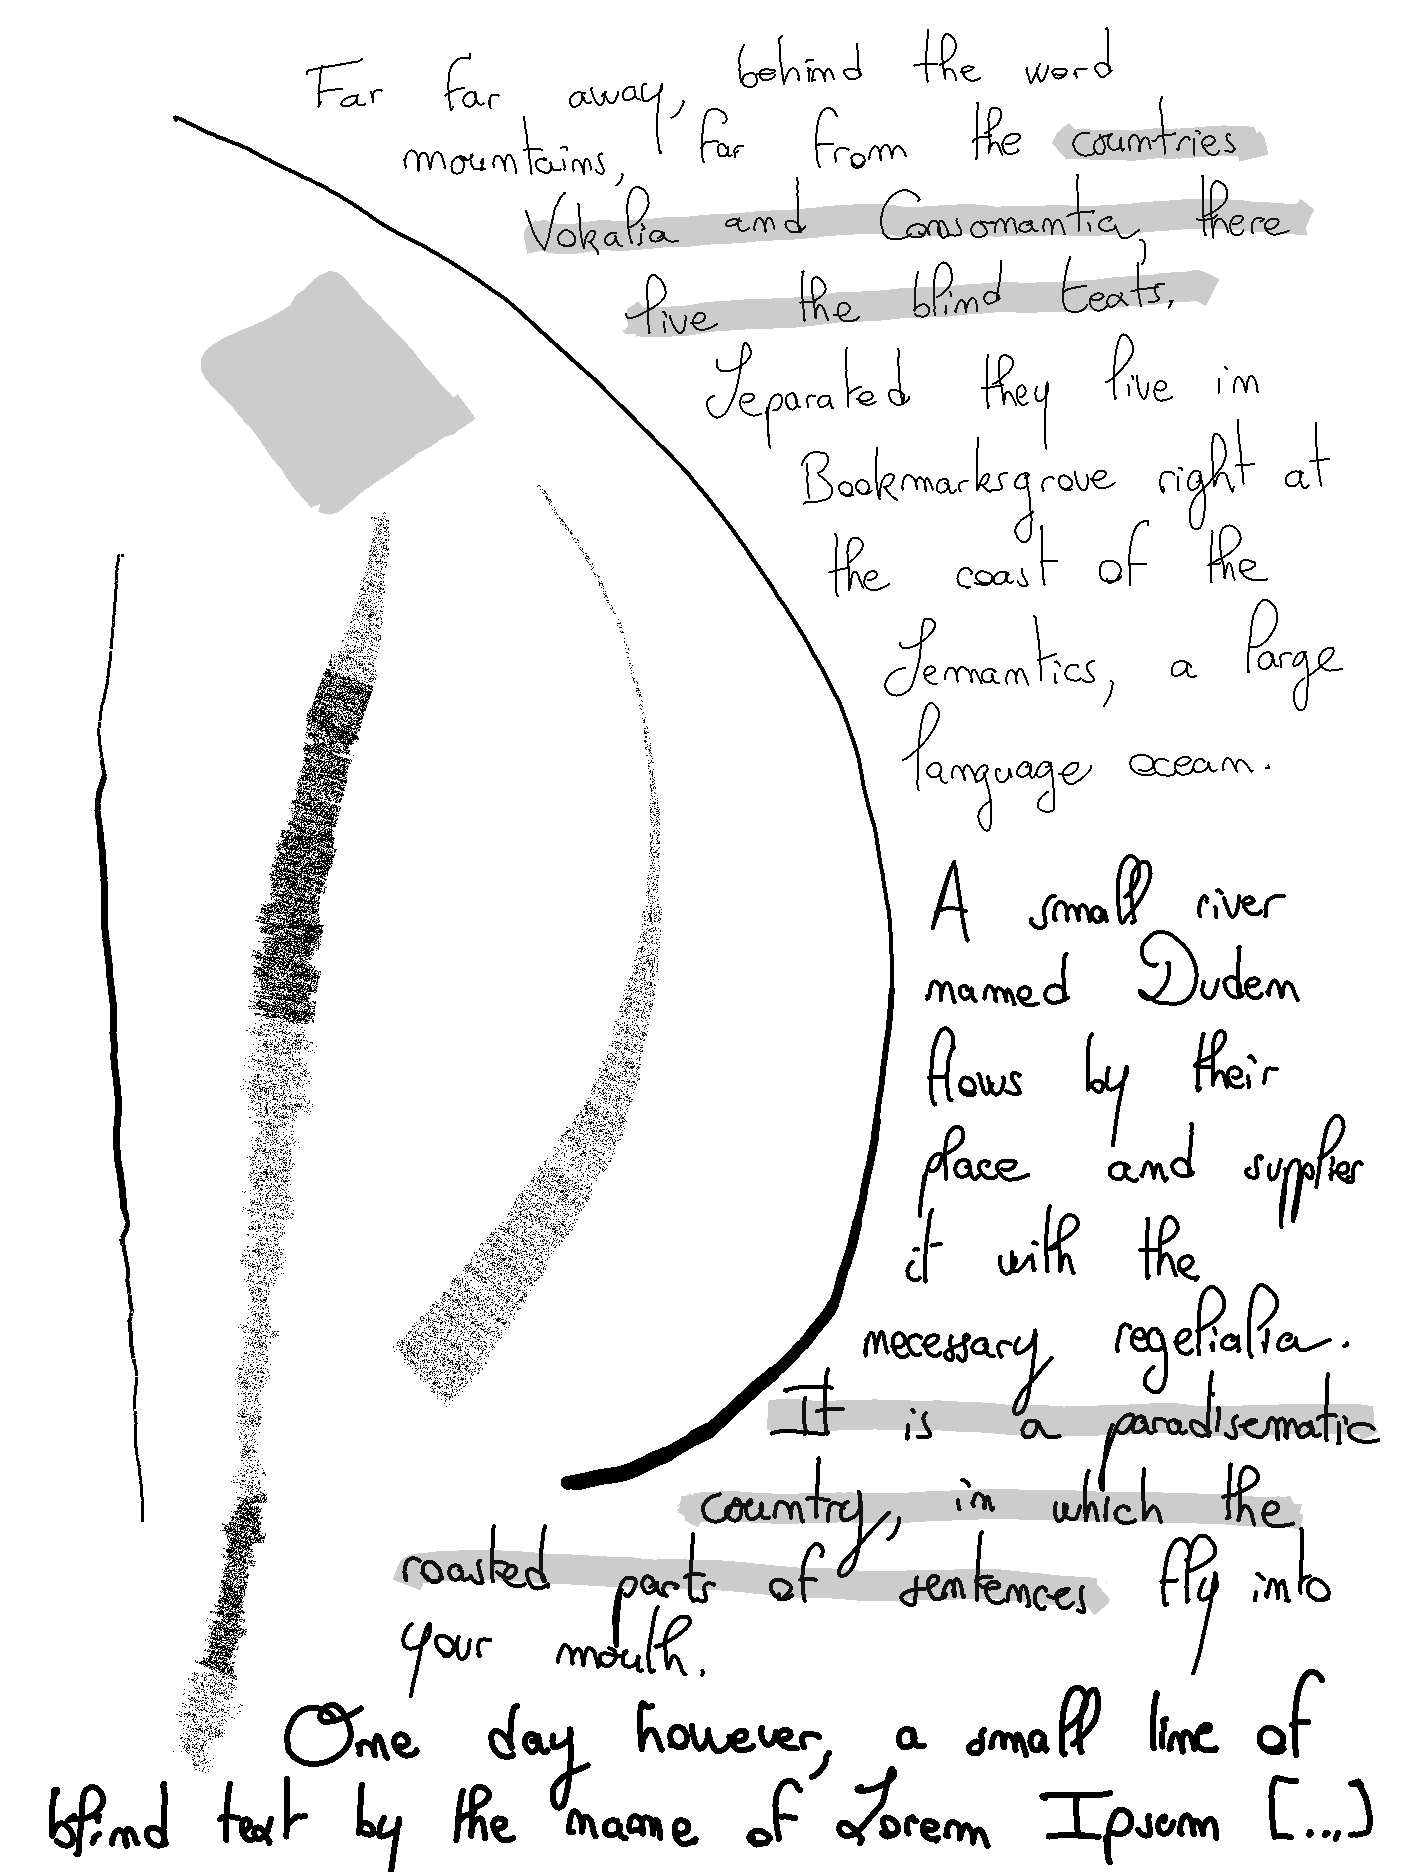 Far far away, behind the word
mountains, far from the countries
Vokalia and Consonantia, there
live the blind texts.
Separated they live in
Bookmarksgrove right at
the coast of the
Semantics, a large
language ocean.
A small river
named Duden
flows by their
place and supplies
it with the
necessary regelialia.
It is a paradisematic
country, in which the
roasted parts of sentences fly into
your mouth.
One day however, a small line of
blind text by the name of Lorem Ipsum [...]